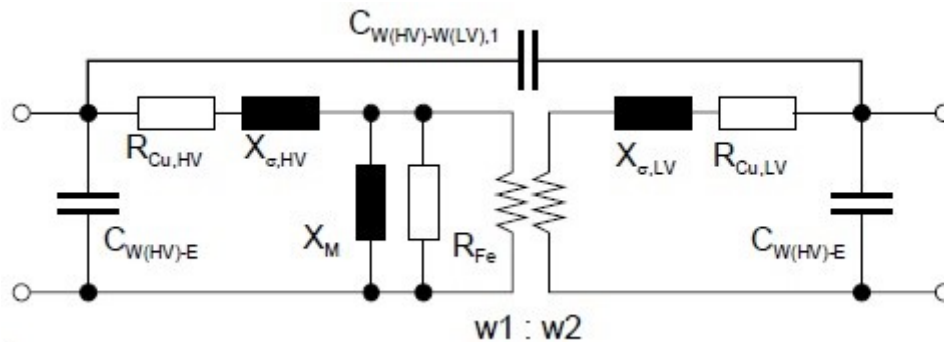 C_W(HV)-W(LV),1
R_Cu,HV X_σ,HV X_σ,LV R_Cu,LV
C_W(HV)-E X_M R_Fe C_W(HV)-E
w1 : w2